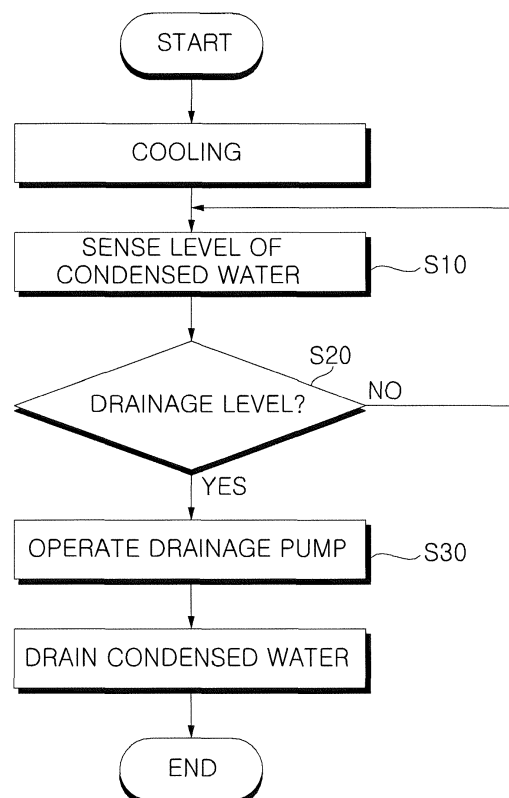 START
COOLING
SENSE LEVEL OF
CONDENSED WATER
S10
S20
DRAINAGE LEVEL?
NO
YES
OPERATE DRAINAGE PUMP
S30
DRAIN CONDENSED WATER
END